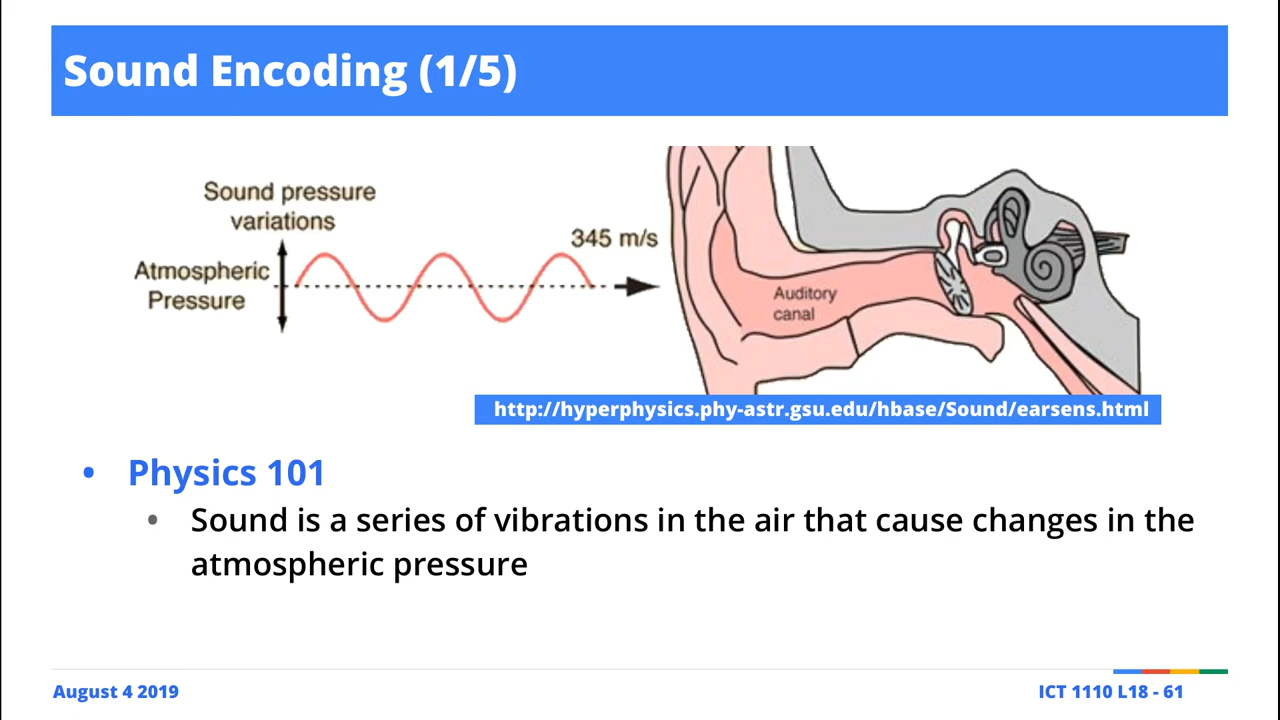 Sound Encoding (1/5)
Sound pressure
variations
345 m/s
Atmospheric
Pressure
Auditory
canal
http://hyperphysics.phy-astr.gsu.edu/hbase/Sound/earsens.html
• Physics 101
• Sound is a series of vibrations in the air that cause changes in the
atmospheric pressure
August 4 2019
ICT 1110 L18 - 61